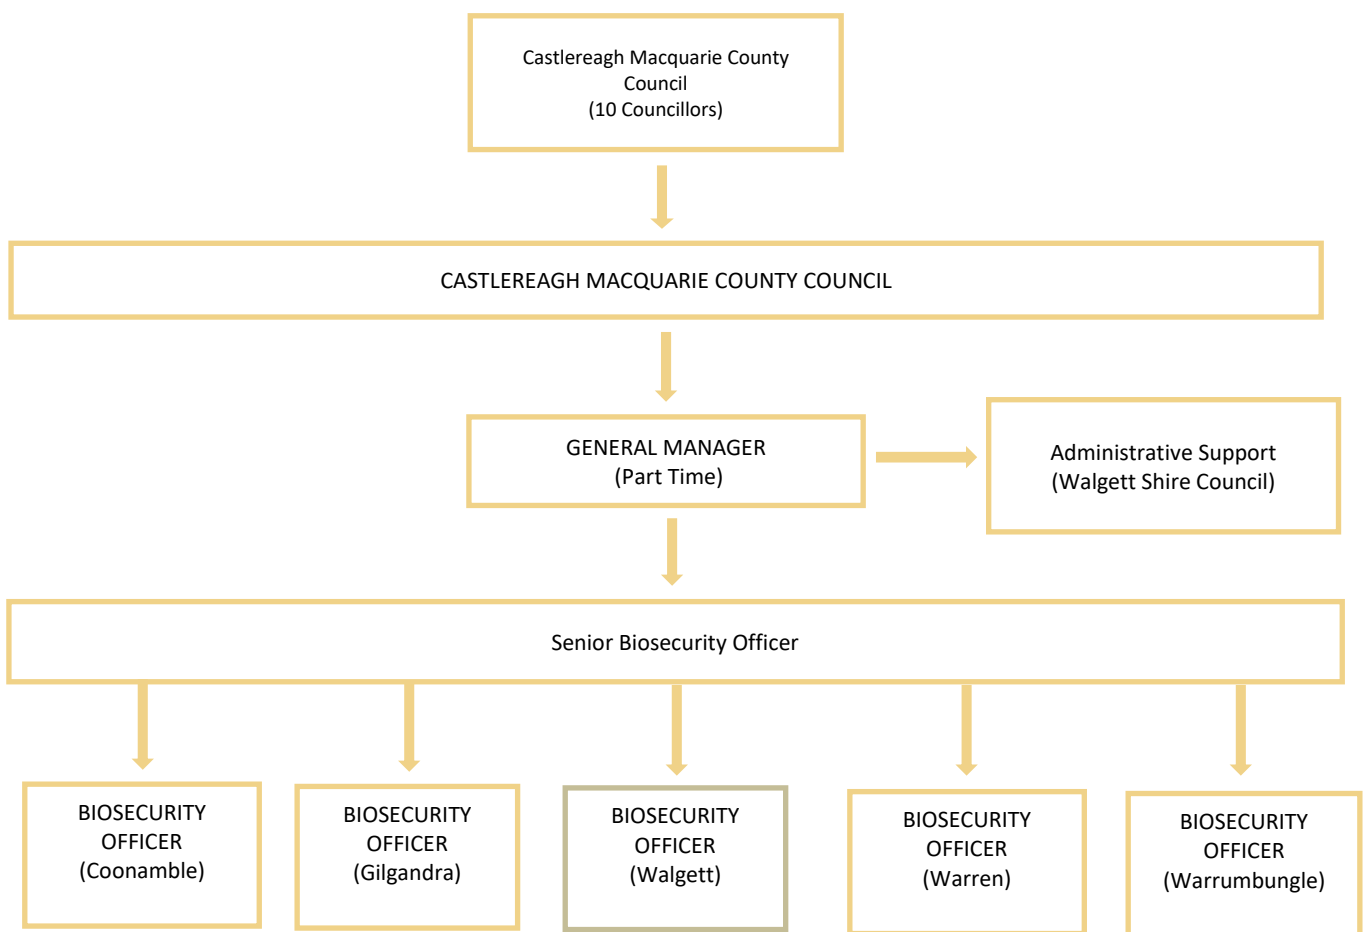 Castlereagh Macquarie County
Council
(10 Councillors)
CASTLEREAGH MACQUARIE COUNTY COUNCIL
GENERAL MANAGER
(Part Time)
Administrative Support
(Walgett Shire Council)
Senior Biosecurity Officer
BIOSECURITY
OFFICER
(Coonamble)
BIOSECURITY
OFFICER
(Gilgandra)
BIOSECURITY
OFFICER
(Walgett)
BIOSECURITY
OFFICER
(Warren)
BIOSECURITY
OFFICER
(Warrumbungle)